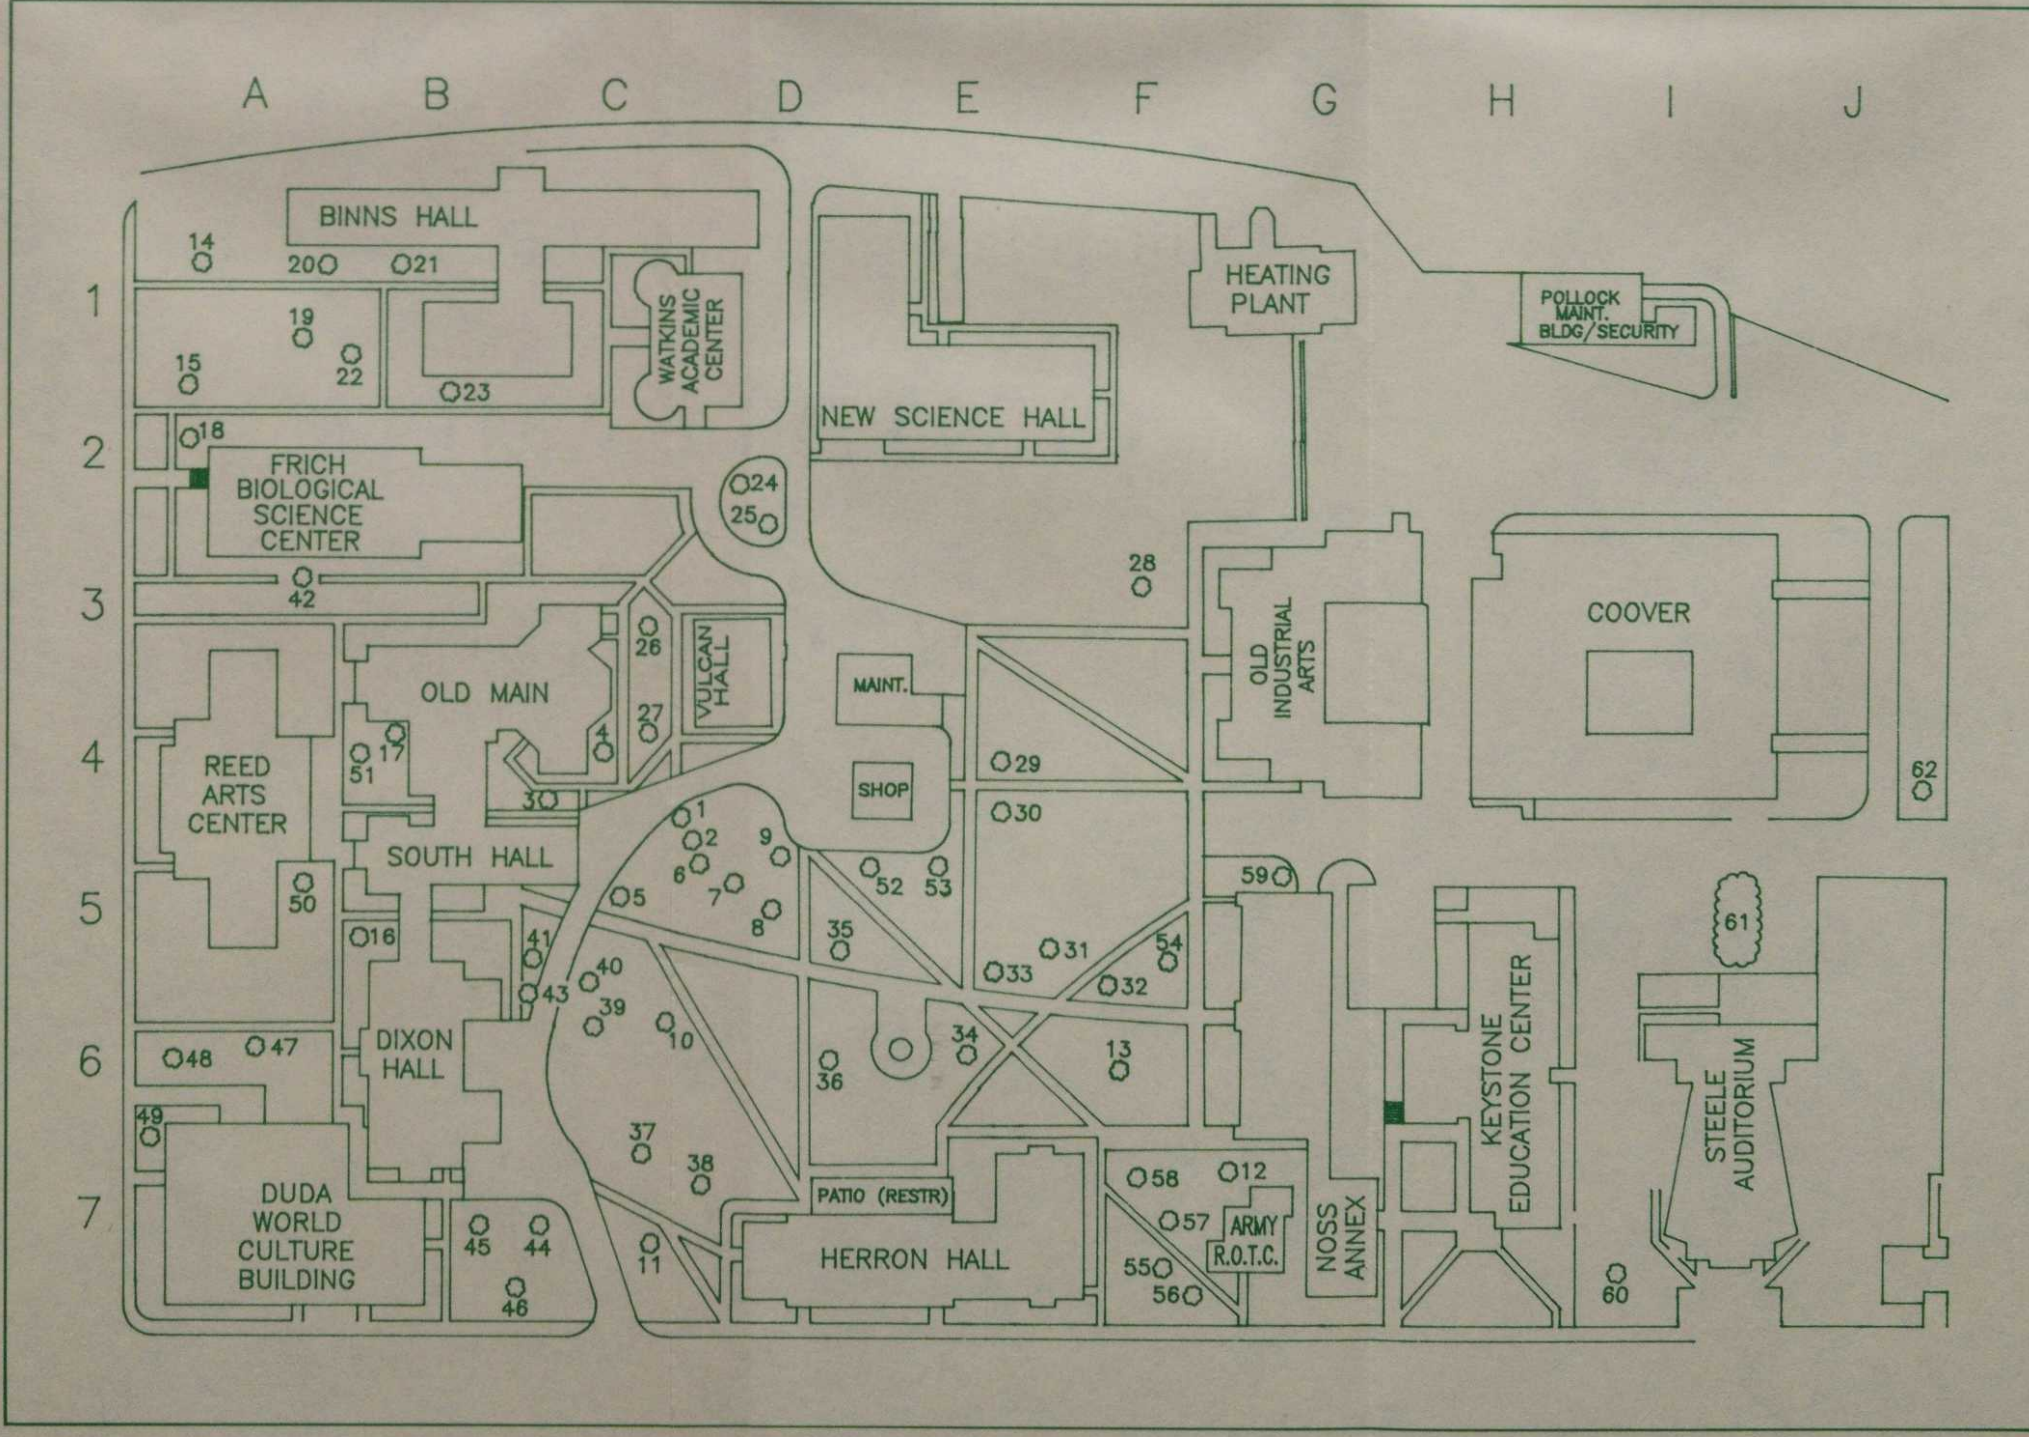 A B C D E F G H I J
1
2
3
4
5
6
7
BINNS HALL
14
20
21
19
15
22
23
WATKINS
ACADEMIC
CENTER
NEW SCIENCE HALL
HEATING
PLANT
POLLOCK
MAINT.
BLDG/SECURITY
18
FRICH
BIOLOGICAL
SCIENCE
CENTER
24
25
28
42
26
27
VULCAN
HALL
OLD MAIN
4
17
51
3
MAINT.
SHOP
29
30
OLD
INDUSTRIAL
ARTS
COOVER
62
REED
ARTS
CENTER
SOUTH HALL
50
16
1
2
6
7
9
8
5
52
53
35
59
61
41
43
40
39
10
31
33
32
54
34
36
13
DIXON
HALL
48
47
49
37
38
KEYSTONE
EDUCATION CENTER
STEELE
AUDITORIUM
DUDA
WORLD
CULTURE
BUILDING
45
44
46
11
PATIO (RESTR)
HERRON HALL
58
12
57
55
56
ARMY
R.O.T.C.
NOSS
ANNEX
60